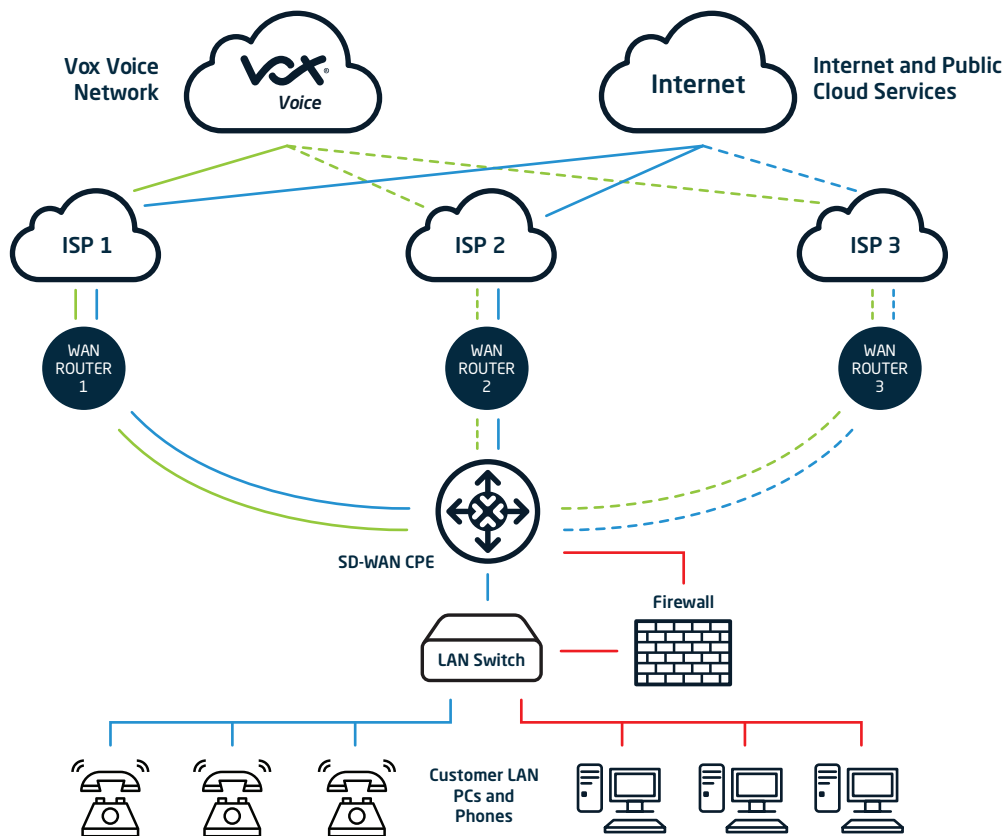 Vox Voice
Network
VOX®
Voice
Internet
Internet and Public
Cloud Services
ISP 1
ISP 2
ISP 3
WAN
ROUTER
1
WAN
ROUTER
2
WAN
ROUTER
3
SD-WAN CPE
Firewall
LAN Switch
Customer LAN
PCs and
Phones